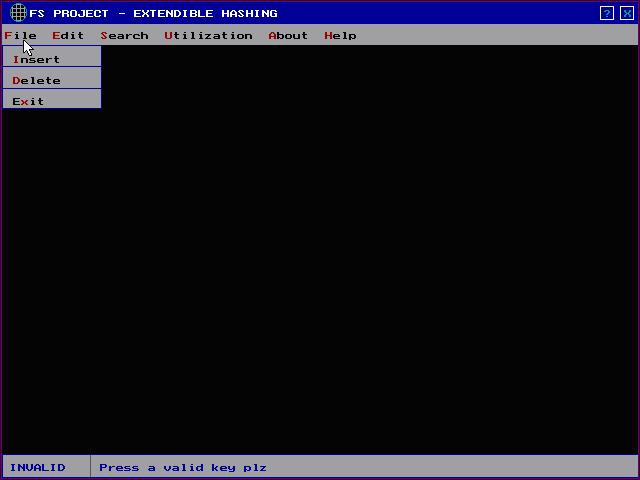 FS PROJECT - EXTENDIBLE HASHING ? X
File Edit Search Utilization About Help
Insert
Delete
Exit
INVALID Press a valid key plz